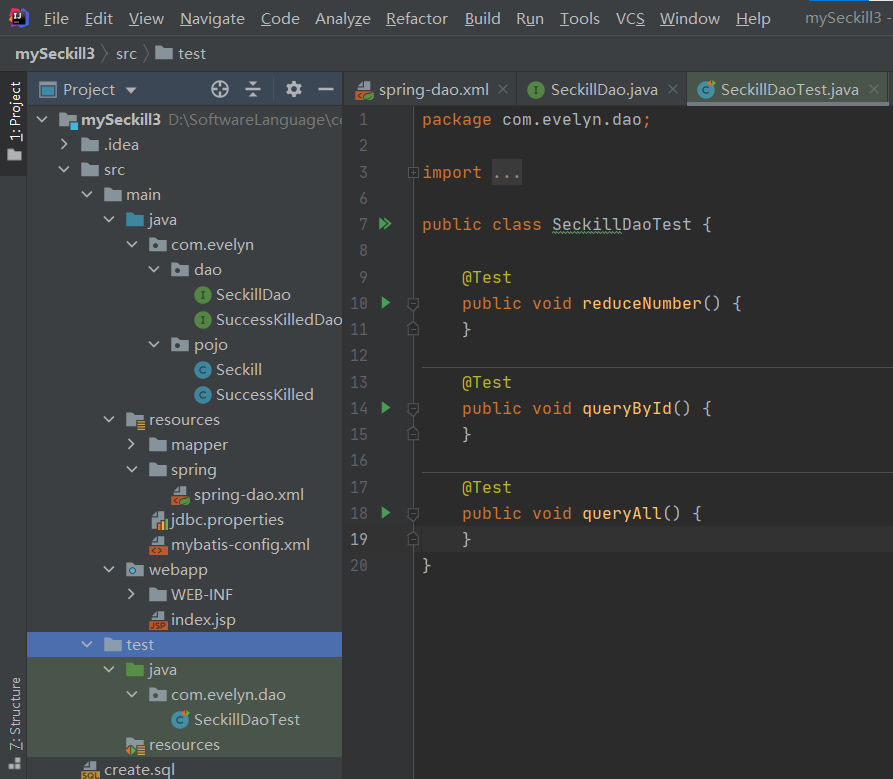 File Edit View Navigate Code Analyze Refactor Build Run Tools VCS Window Help mySeckill3 -
mySeckill3 src test
1: Project
7: Structure
Project
mySeckill3 D:\SoftwareLanguage\co
.idea
src
main
java
com.evelyn
dao
SeckillDao
SuccessKilledDao
pojo
Seckill
SuccessKilled
resources
mapper
spring
spring-dao.xml
jdbc.properties
mybatis-config.xml
webapp
WEB-INF
index.jsp
test
java
com.evelyn.dao
SeckillDaoTest
resources
create.sql
spring-dao.xml SeckillDao.java SeckillDaoTest.java
1 package com.evelyn.dao;
2
3 import ...
6
7 public class SeckillDaoTest {
8
9 @Test
10 public void reduceNumber() {
11 }
12
13 @Test
14 public void queryById() {
15 }
16
17 @Test
18 public void queryAll() {
19 }
20 }